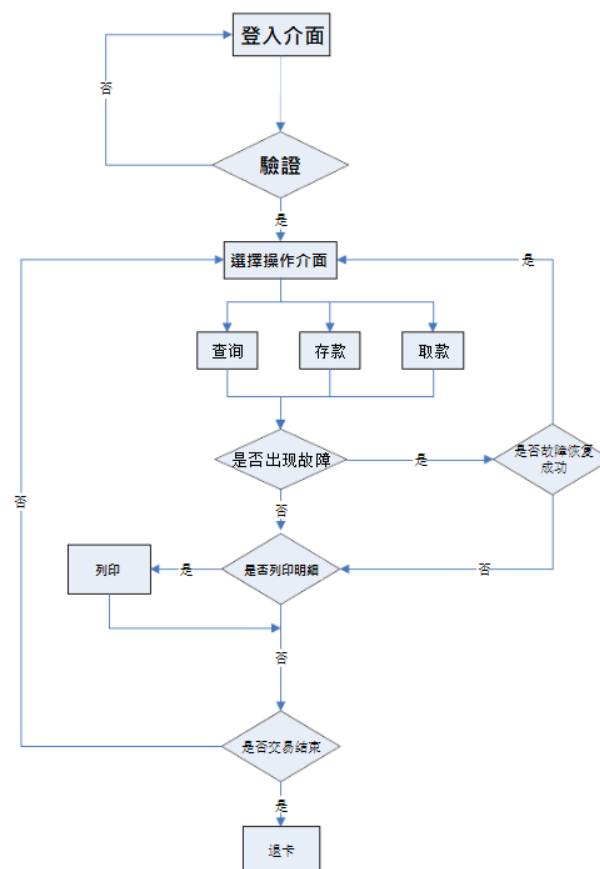 登入介面
否
驗證
是
選擇操作介面
是
查询
存款
取款
是否出现故障
是
是否故障恢复
成功
否
否
列印
是
是否列印明細
否
否
是否交易结束
是
退卡